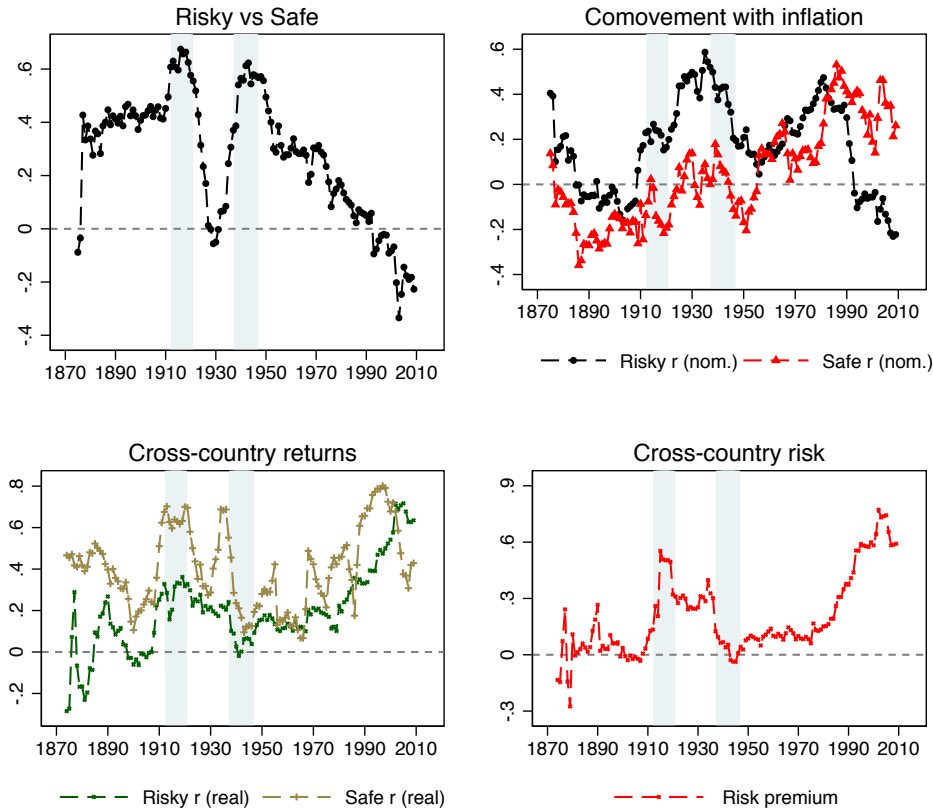 Risky vs Safe
.6
.4
.2
0
-.2
-.4
1870 1890 1910 1930 1950 1970 1990 2010
Comovement with inflation
.6
.4
.2
0
-.2
-.4
1870 1890 1910 1930 1950 1970 1990 2010
Risky r (nom.) Safe r (nom.)
Cross-country returns
.8
.6
.4
.2
0
-.2
1870 1890 1910 1930 1950 1970 1990 2010
Risky r (real) Safe r (real)
Cross-country risk
.9
.6
.3
0
-.3
1870 1890 1910 1930 1950 1970 1990 2010
Risk premium